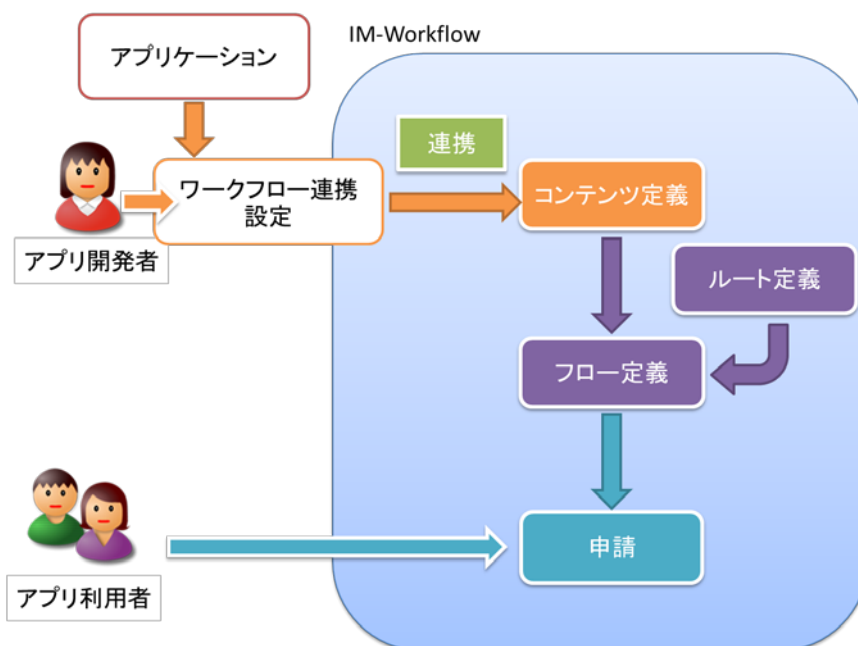 IM-Workflow
アプリケーション
連携
ワークフロー連携
設定
コンテンツ定義
アプリ開発者
ルート定義
フロー定義
申請
アプリ利用者